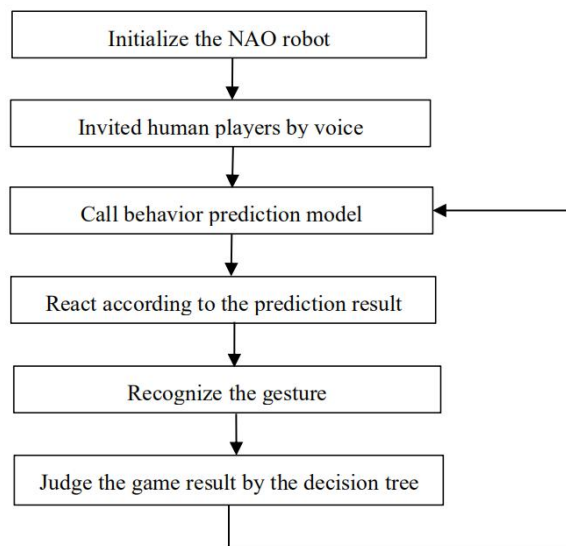 Initialize the NAO robot
Invited human players by voice
Call behavior prediction model
React according to the prediction result
Recognize the gesture
Judge the game result by the decision tree